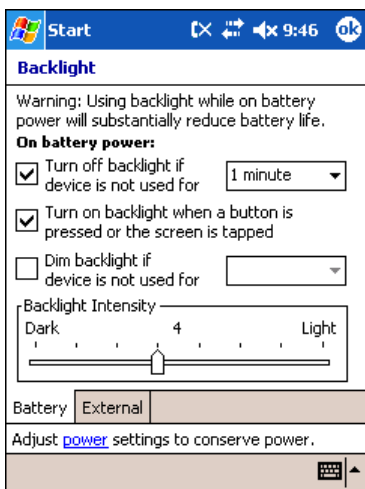 Start 9:46 ok
Backlight
Warning: Using backlight while on battery
power will substantially reduce battery life.
On battery power:
Turn off backlight if
device is not used for
1 minute
Turn on backlight when a button is
pressed or the screen is tapped
Dim backlight if
device is not used for
Backlight Intensity
Dark 4 Light
Battery External
Adjust power settings to conserve power.